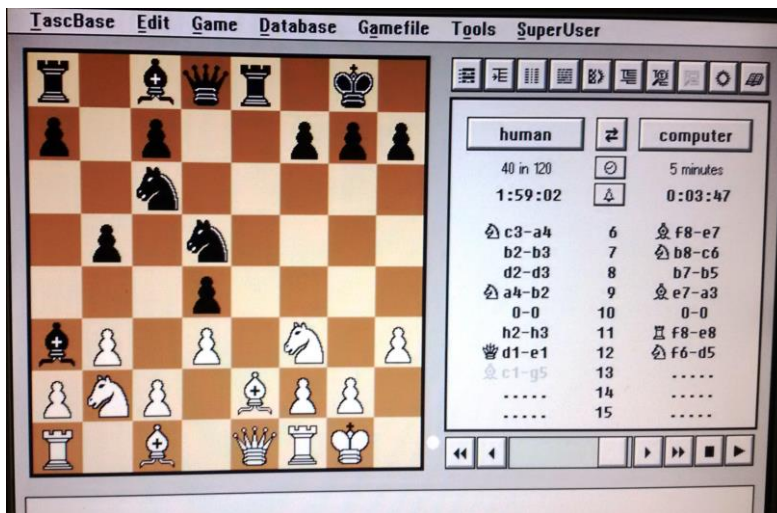 TascBase Edit Game Database Gamefile Tools SuperUser
human computer
40 in 120 5 minutes
1:59:02 0:03:47
c3-a4 6 f8-e7
b2-b3 7 b8-c6
d2-d3 8 b7-b5
a4-b2 9 e7-a3
0-0 10 0-0
h2-h3 11 f8-e8
d1-e1 12 f6-d5
c1-g5 13 .....
..... 14 .....
..... 15 .....